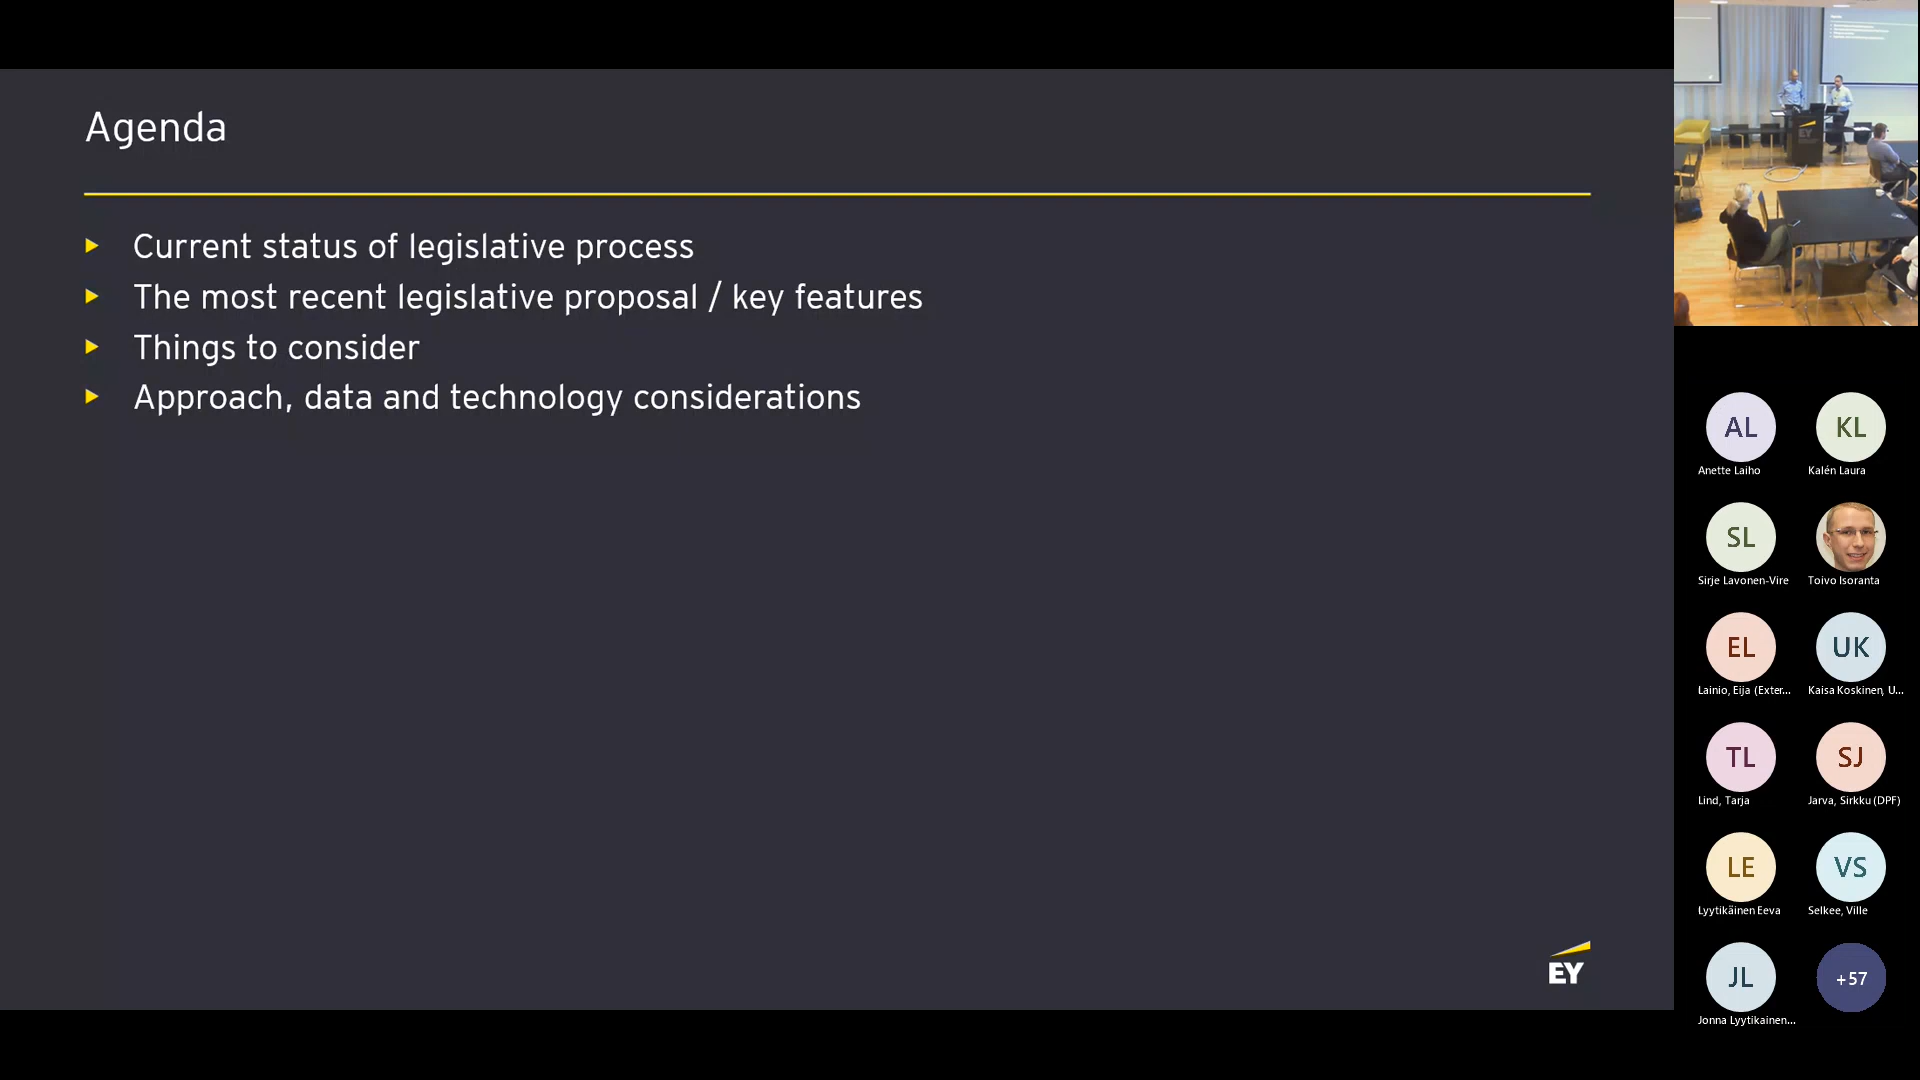 Agenda
Current status of legislative process
The most recent legislative proposal / key features
Things to consider
Approach, data and technology considerations
EY
EY
AL
KL
Anette Laiho
Kalén Laura
SL
Sirje Lavonen-Vire
Toivo Isoranta
EL
UK
Lainio, Eija (Exter...
Kaisa Koskinen, U...
TL
SJ
Lind, Tarja
Jarva, Sirkku (DPF)
LE
VS
Lyytikäinen Eeva
Selkee, Ville
JL
+57
Jonna Lyytikainen...